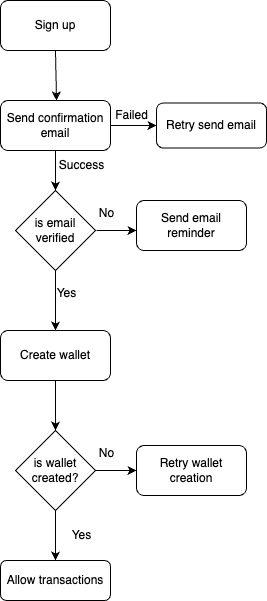 Sign up
Send confirmation
email
Failed
Retry send email
Success
is email
verified
No
Send email
reminder
Yes
Create wallet
is wallet
created?
No
Retry wallet
creation
Yes
Allow transactions